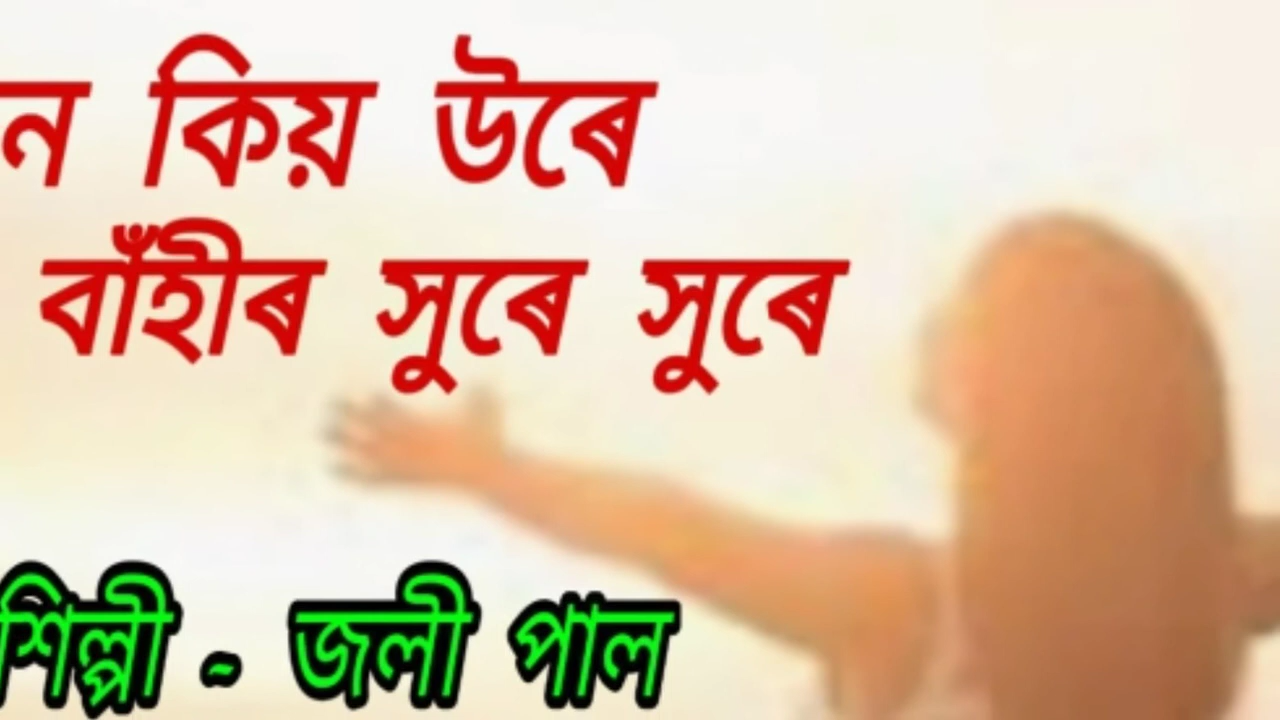 ন কিয় উৰে
বাঁহীৰ সুৰে সুৰে
শিল্পী - জলী পাল